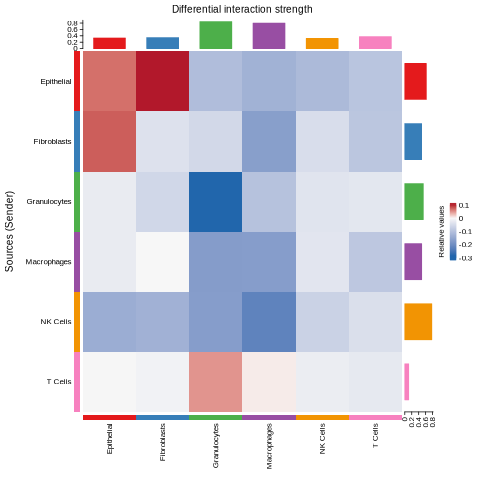 Differential interaction strength
0.8
0.6
0.4
0.2
0
Epithelial
Fibroblasts
Granulocytes
Macrophages
NK Cells
T Cells
Sources (Sender)
Relative values
0.1
0
-0.1
-0.2
-0.3
0
0.2
0.4
0.6
0.8
Epithelial
Fibroblasts
Granulocytes
Macrophages
NK Cells
T Cells